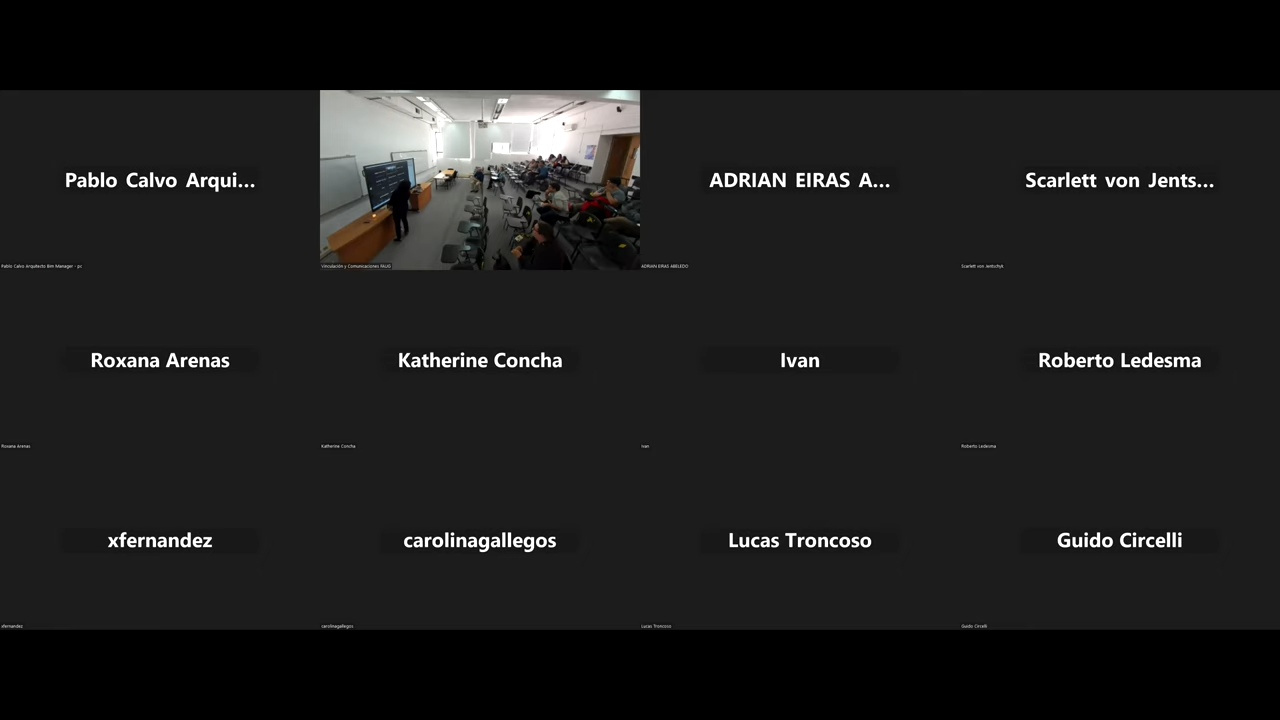 Pablo Calvo Arqui...
ADRIAN EIRAS A...
Scarlett von Jents...
Pablo Calvo Arquitecto Bim Manager - pc
Vinculación y Comunicaciones FAUG
ADRIAN EIRAS ABELEDO
Scarlett von Jentschyk
Roxana Arenas
Katherine Concha
Ivan
Roberto Ledesma
Roxana Arenas
Katherine Concha
Ivan
Roberto Ledesma
xfernandez
carolinagallegos
Lucas Troncoso
Guido Circelli
xfernandez
carolinagallegos
Lucas Troncoso
Guido Circelli